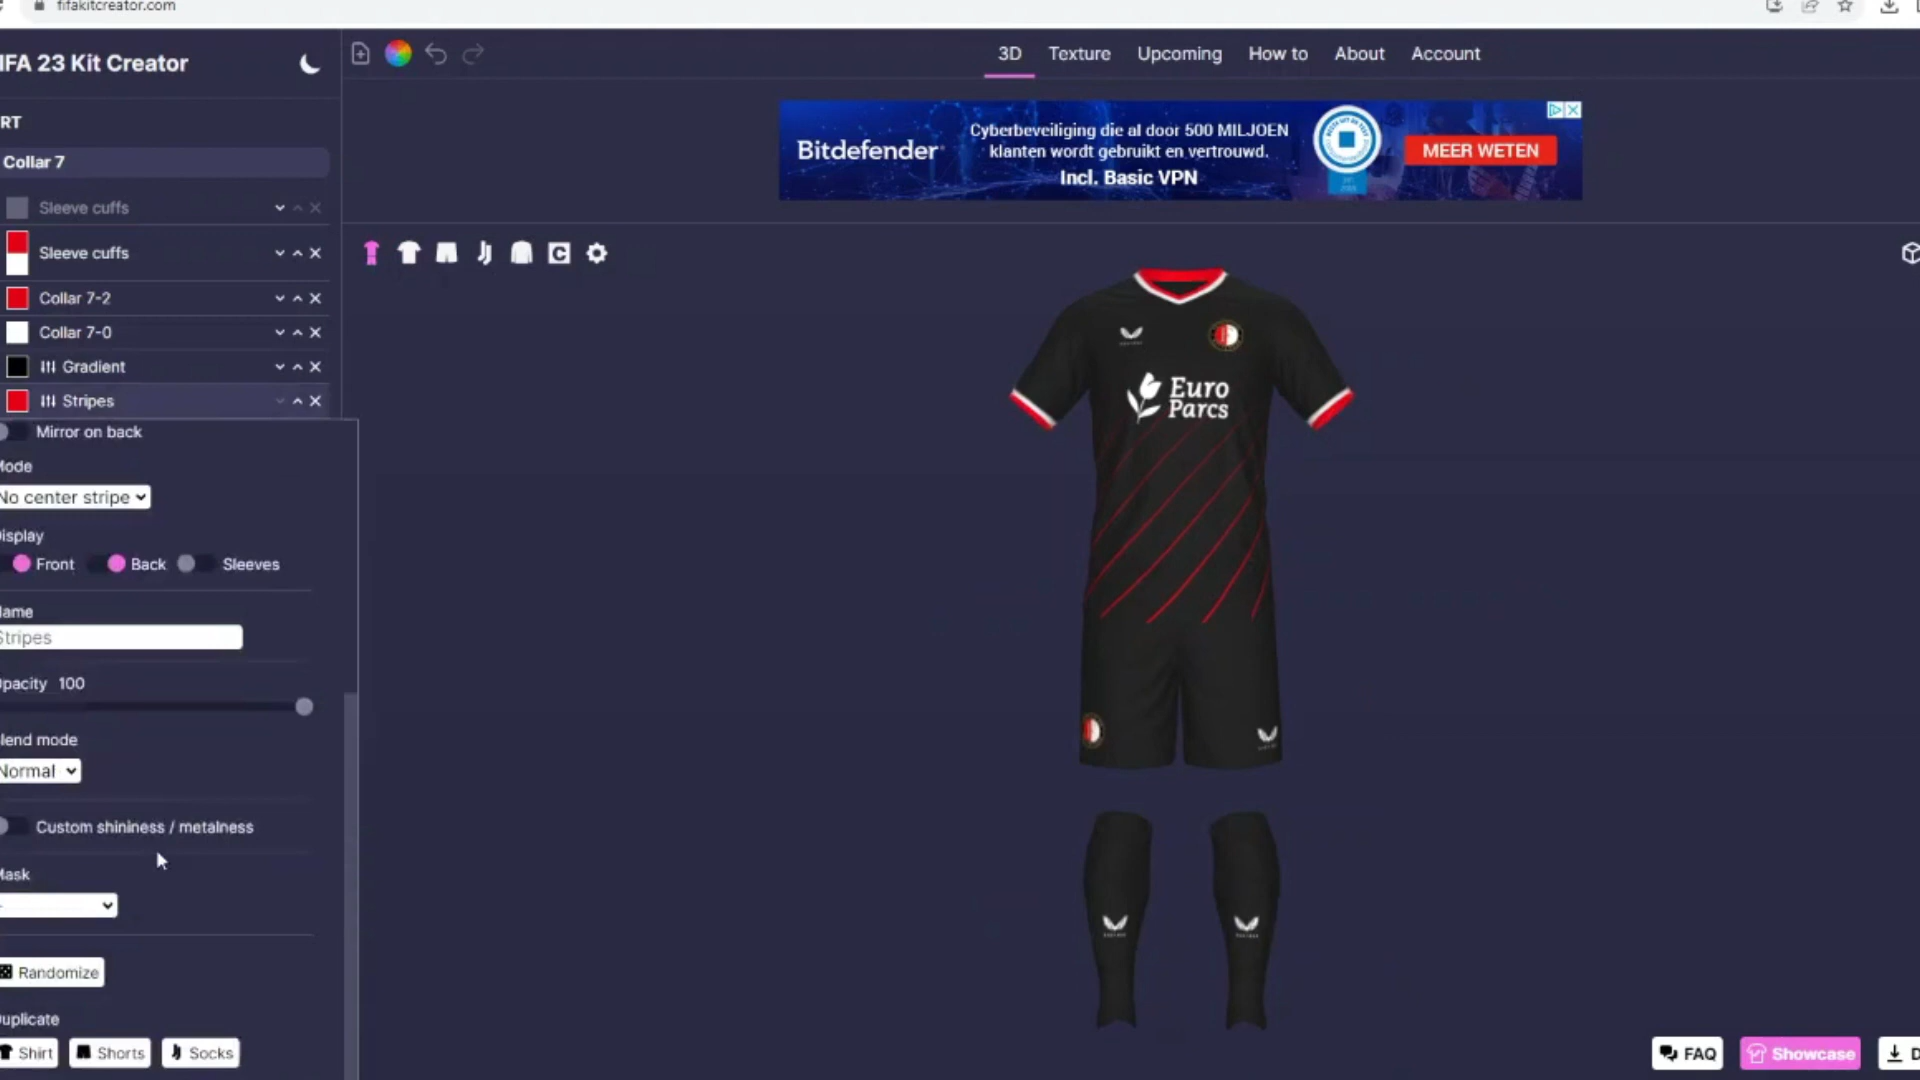 fifakitcreator.com
IFA 23 Kit Creator
3D
Texture
Upcoming
How to
About
Account
RT
Bitdefender
Cyberbeveiliging die al door 500 MILJOEN
klanten wordt gebruikt en vertrouwd.
Incl. Basic VPN
MEER WETEN
Collar 7
Sleeve cuffs
Sleeve cuffs
Collar 7-2
Collar 7-0
Gradient
Stripes
Mirror on back
Mode
No center stripe
isplay
Front Back Sleeves
ame
Stripes
pacity 100
lend mode
Normal
Custom shininess / metalness
Mask
-
Randomize
uplicate
Shirt Shorts Socks
Euro
Parcs
C
FAQ
Showcase
D